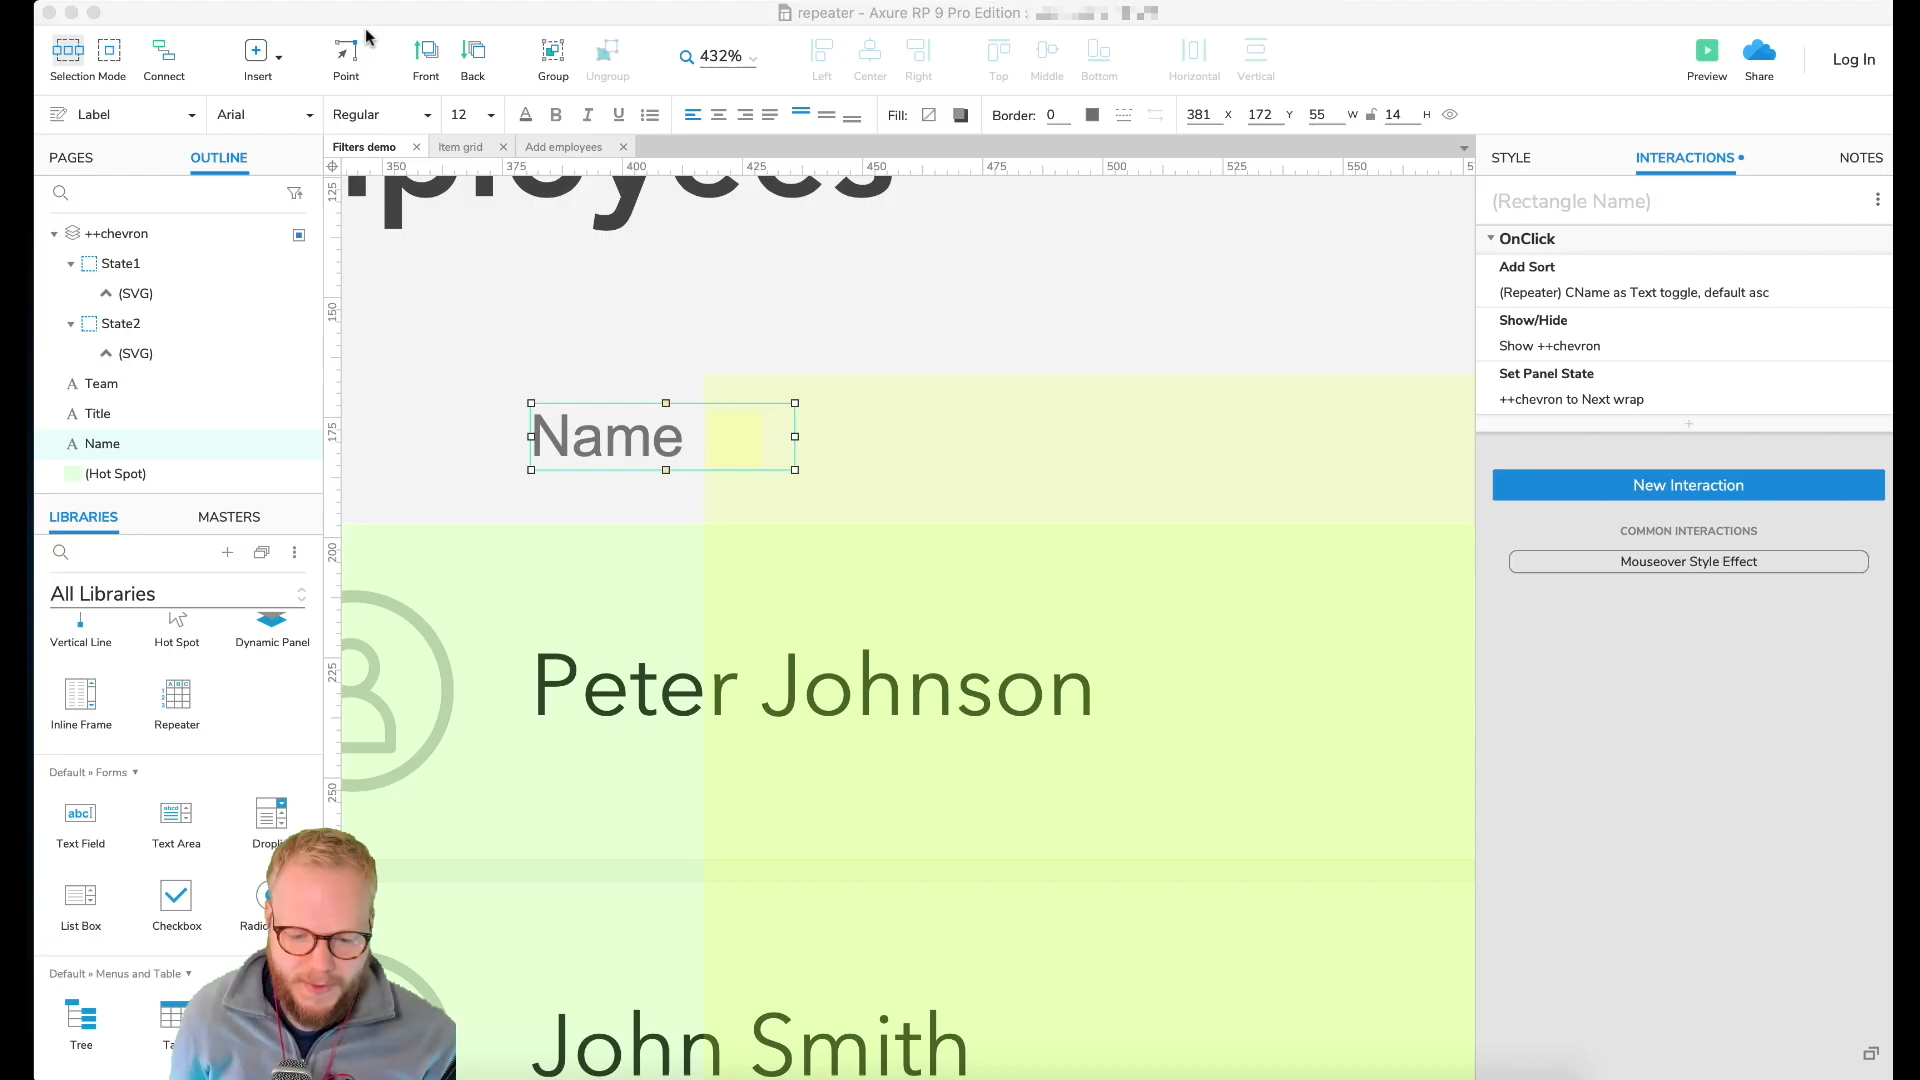 repeater - Axure RP 9 Pro Edition :
Selection Mode
Connect
Insert
Point
Front
Back
Group
Ungroup
432%
Left
Center
Right
Top
Middle
Bottom
Horizontal
Vertical
Preview
Share
Log In
Label
Arial
Regular
12
A B I U
Fill:
Border: 0
381 X 172 Y 55 W 14 H
PAGES
OUTLINE
Filters demo
Item grid
Add employees
STYLE
INTERACTIONS
NOTES
350 375 400 425 450 475 500 525 550
125
150
175
200
225
250
++chevron
State1
(SVG)
State2
(SVG)
A Team
A Title
A Name
(Hot Spot)
LIBRARIES
MASTERS
All Libraries
Vertical Line
Hot Spot
Dynamic Panel
Inline Frame
Repeater
Default » Forms
Text Field
Text Area
Dropli
List Box
Checkbox
Radio
Default » Menus and Table
Tree
Ta
ployees
Name
Peter Johnson
John Smith
(Rectangle Name)
OnClick
Add Sort
(Repeater) CName as Text toggle, default asc
Show/Hide
Show ++chevron
Set Panel State
++chevron to Next wrap
New Interaction
COMMON INTERACTIONS
Mouseover Style Effect